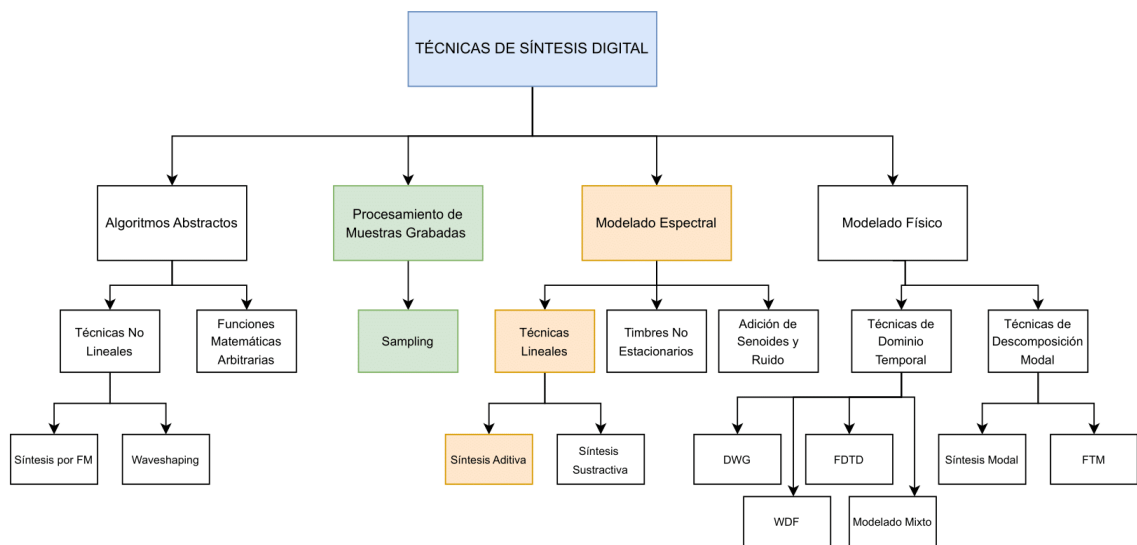 TÉCNICAS DE SÍNTESIS DIGITAL
Algoritmos Abstractos
Procesamiento de
Muestras Grabadas
Modelado Espectral
Modelado Físico
Técnicas No
Lineales
Funciones
Matemáticas
Arbitrarias
Sampling
Técnicas
Lineales
Timbres No
Estacionarios
Adición de
Senoides y
Ruido
Técnicas de
Dominio
Temporal
Técnicas de
Descomposición
Modal
Síntesis por FM
Waveshaping
Síntesis Aditiva
Síntesis
Sustractiva
DWG
FDTD
Síntesis Modal
FTM
WDF
Modelado Mixto